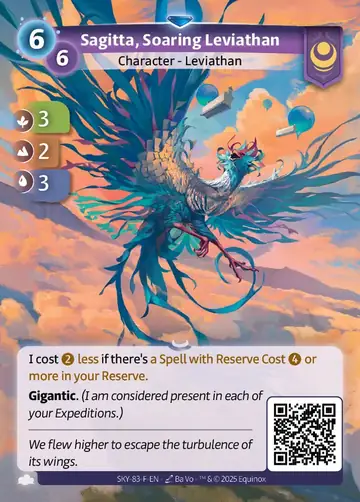 6
6
Sagitta, Soaring Leviathan
Character - Leviathan
3
2
3
I cost 2 less if there's a Spell with Reserve Cost 4 or
more in your Reserve.
Gigantic. (I am considered present in each of
your Expeditions.)
We flew higher to escape the turbulence of
its wings.
SKY-83-F-EN - Ba Vo - ™ & © 2025 Equinox